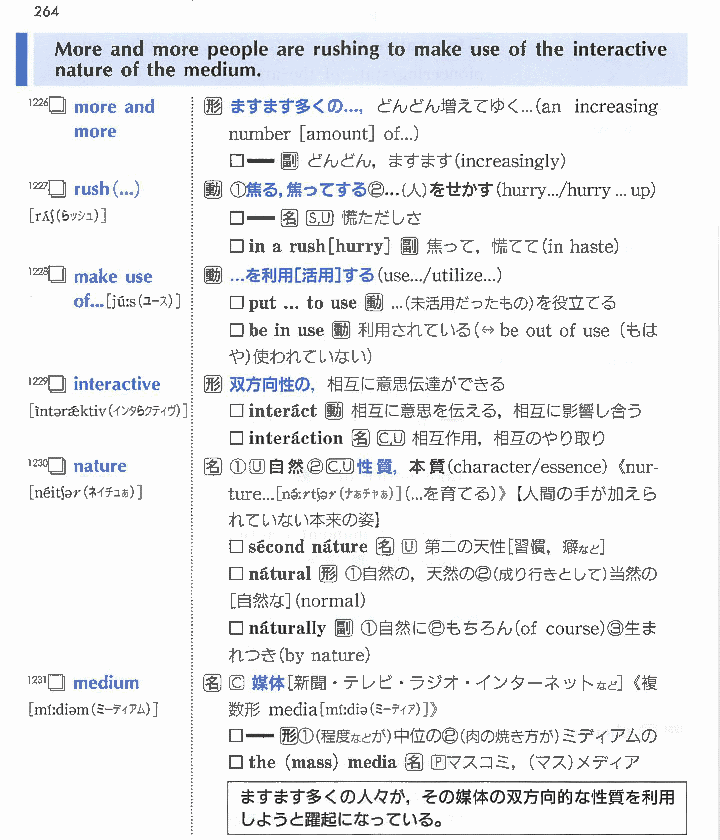 264
More and more people are rushing to make use of the interactive
nature of the medium.
1226 more and more 形 ますます多くの…, どんどん増えてゆく…(an increasing
number [amount] of…)
□━ 副 どんどん，ますます(increasingly)
1227 rush (…) 動 ①焦る, 焦ってする②…(人)をせかす(hurry…/hurry … up)
[rʌ́ʃ(らッシュ)] □━ 名 [S,U] 慌ただしさ
□ in a rush[hurry] 副 焦って，慌てて(in haste)
1228 make use 動 …を利用[活用]する(use…/utilize…)
of…[júːs(ユース)] □ put … to use 動 …(未活用だったもの)を役立てる
□ be in use 動 利用されている(↔ be out of use (もは
や)使われていない)
1229 interactive 形 双方向性の，相互に意思伝達ができる
[ìntərǽktiv(インタらクティヴ)] □ interáct 動 相互に意思を伝える，相互に影響し合う
□ interáction 名 [C,U] 相互作用，相互のやり取り
1230 nature 名 ①[U]自然②[C,U]性質，本質(character/essence)《nur-
[néitʃər(ネイチュぁ)] ture…[nə́ːrtʃər(ナぁチャぁ)](…を育てる)》【人間の手が加えら
れていない本来の姿】
□ sécond náture 名 [U] 第二の天性[習慣，癖など]
□ nátural 形 ①自然の，天然の②(成り行きとして)当然の
[自然な](normal)
□ náturally 副 ①自然に②もちろん(of course)③生ま
れつき(by nature)
1231 medium 名 [C] 媒体[新聞・テレビ・ラジオ・インターネットなど]《複
[míːdiəm(ミーディアム)] 数形 media[míːdiə(ミーディア)]》
□━ 形①(程度などが)中位の②(肉の焼き方が)ミディアムの
□ the (mass) media 名 [P]マスコミ，(マス)メディア
ますます多くの人々が，その媒体の双方向的な性質を利用
しようと躍起になっている。